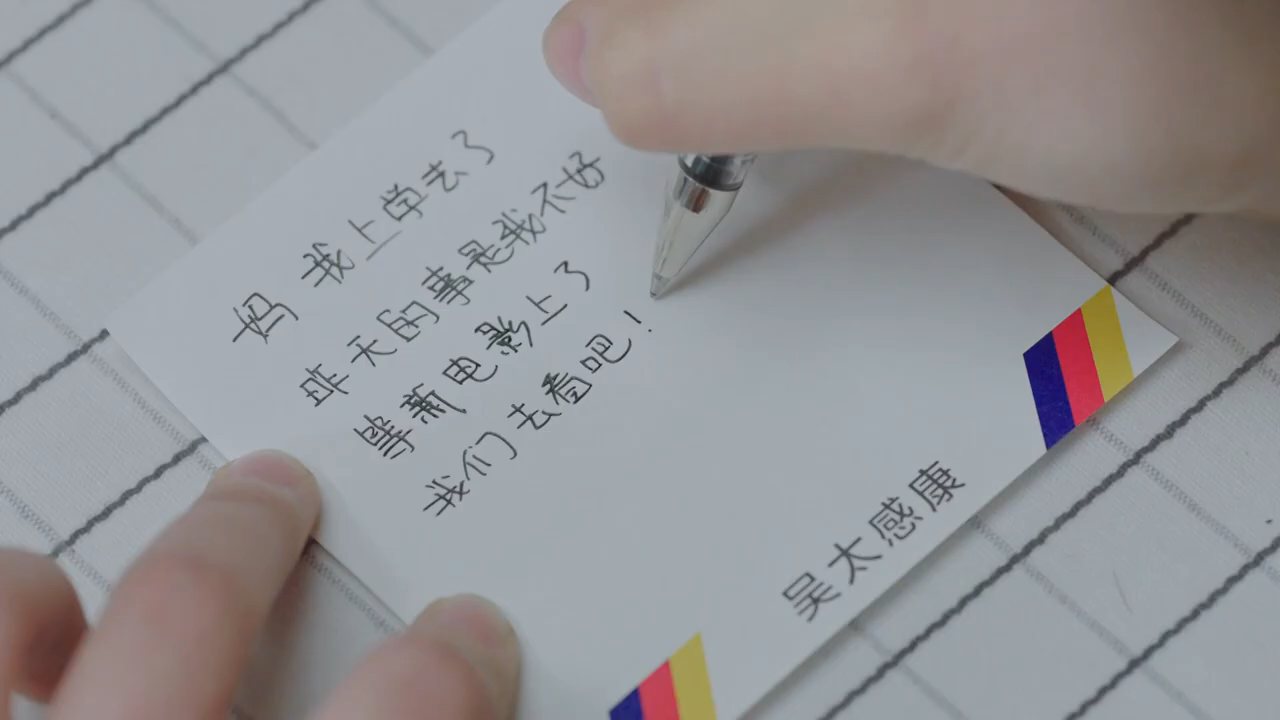 妈 我上学去了
昨天的事是我不好
等新电影上了
我们去看吧!
吴太感康